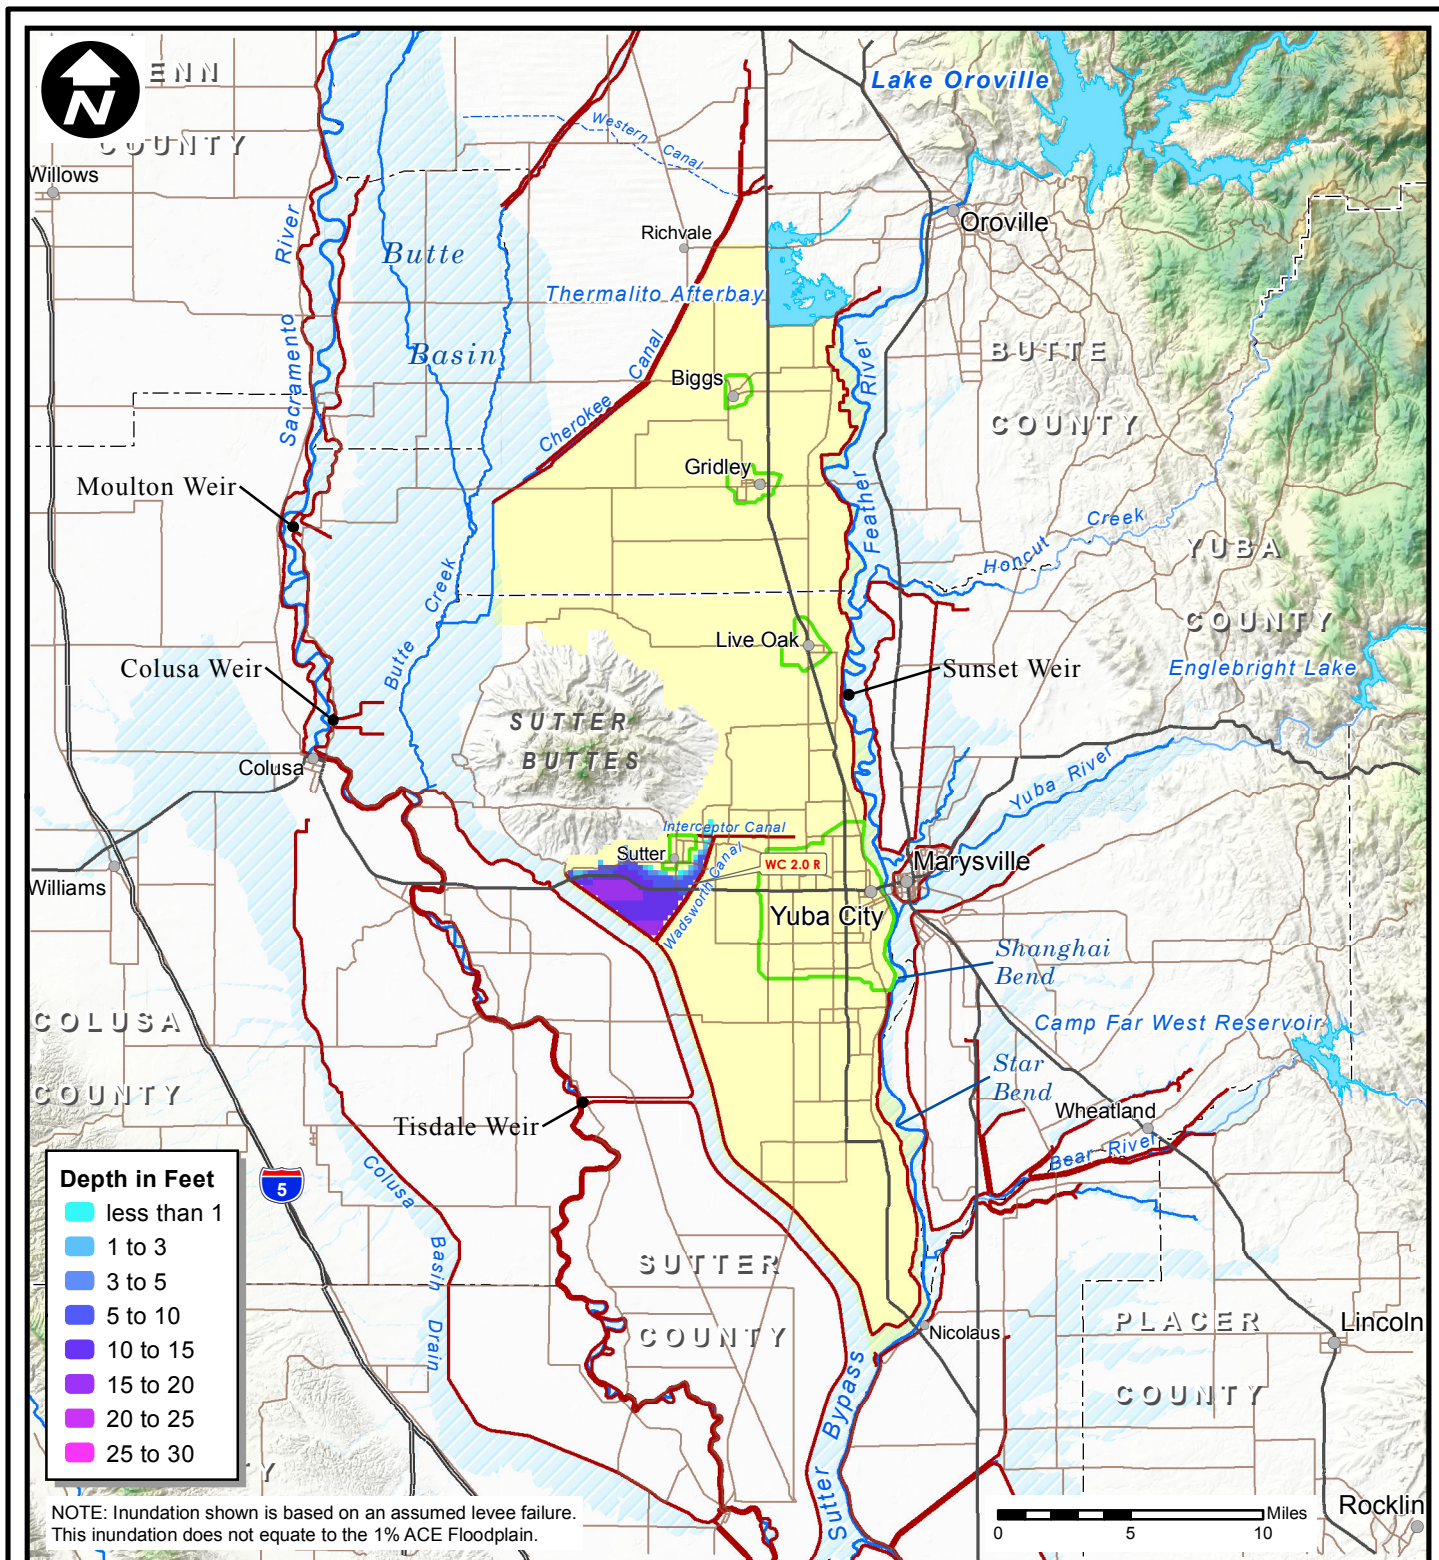 N
ENN
COUNTY
Willows
Lake Oroville
Western
Canal
River
Butte
Richvale
Oroville
Thermalito Afterbay
Sacramento
Basin
Canal
River
BUTTE
COUNTY
Biggs
Cherokee
Gridley
Moulton Weir
Feather
Creek
Honcut
YUBA
COUNTY
Creek
Live Oak
Butte
Colusa Weir
Sunset Weir
Englebright Lake
SUTTER
BUTTES
Colusa
Yuba River
Interceptor Canal
Sutter
WC 2.0 R
Wadsworth Canal
Marysville
Williams
Yuba City
Shanghai
Bend
COLUSA
COUNTY
Camp Far West Reservoir
Star
Bend
Tisdale Weir
Wheatland
Bear River
Colusa
Basin
Drain
5
Depth in Feet
less than 1
1 to 3
3 to 5
5 to 10
10 to 15
15 to 20
20 to 25
25 to 30
SUTTER
COUNTY
Nicolaus
PLACER
COUNTY
Lincoln
Sutter Bypass
Y
NOTE: Inundation shown is based on an assumed levee failure.
This inundation does not equate to the 1% ACE Floodplain.
Miles
0 5 10
Rocklin